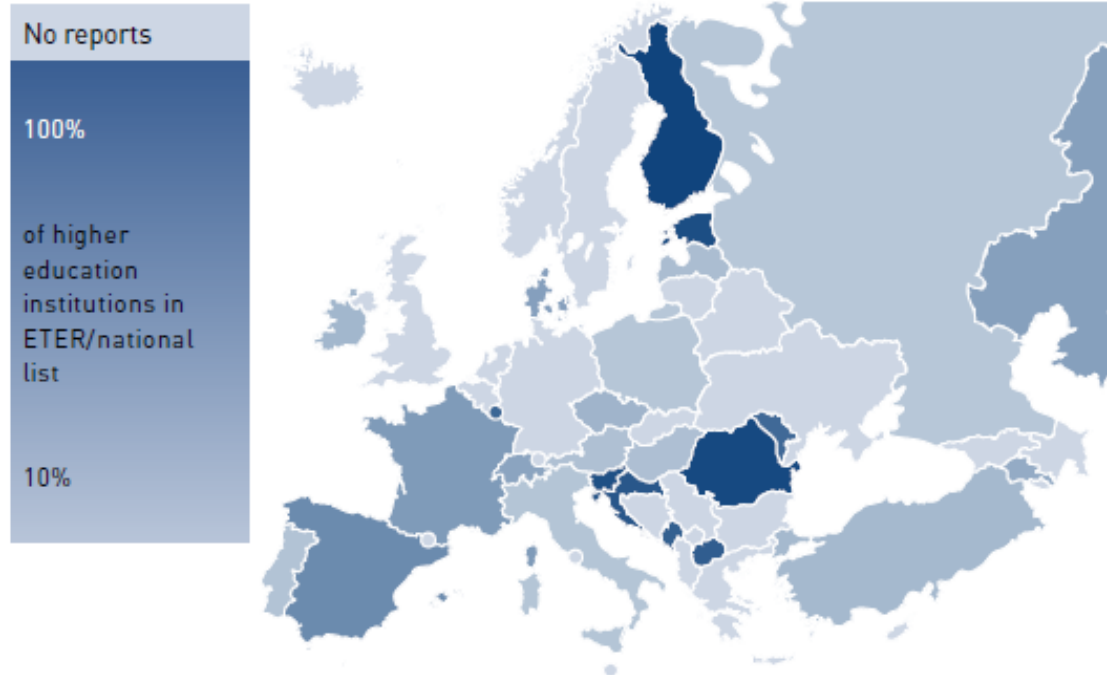 No reports
100%
of higher
education
institutions in
ETER/national
list
10%